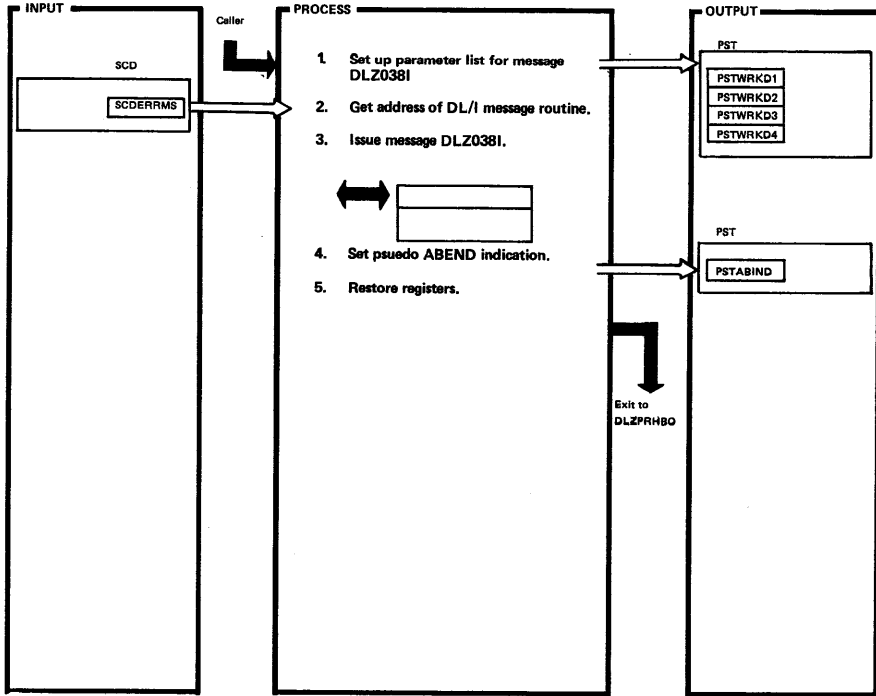 INPUT
SCD
SCDERRMS
Caller
PROCESS
1. Set up parameter list for message
DLZ038I
2. Get address of DL/I message routine.
3. Issue message DLZ038I.
4. Set psuedo ABEND indication.
5. Restore registers.
Exit to
DLZPRHBO
OUTPUT
PST
PSTWRKD1
PSTWRKD2
PSTWRKD3
PSTWRKD4
PST
PSTABIND